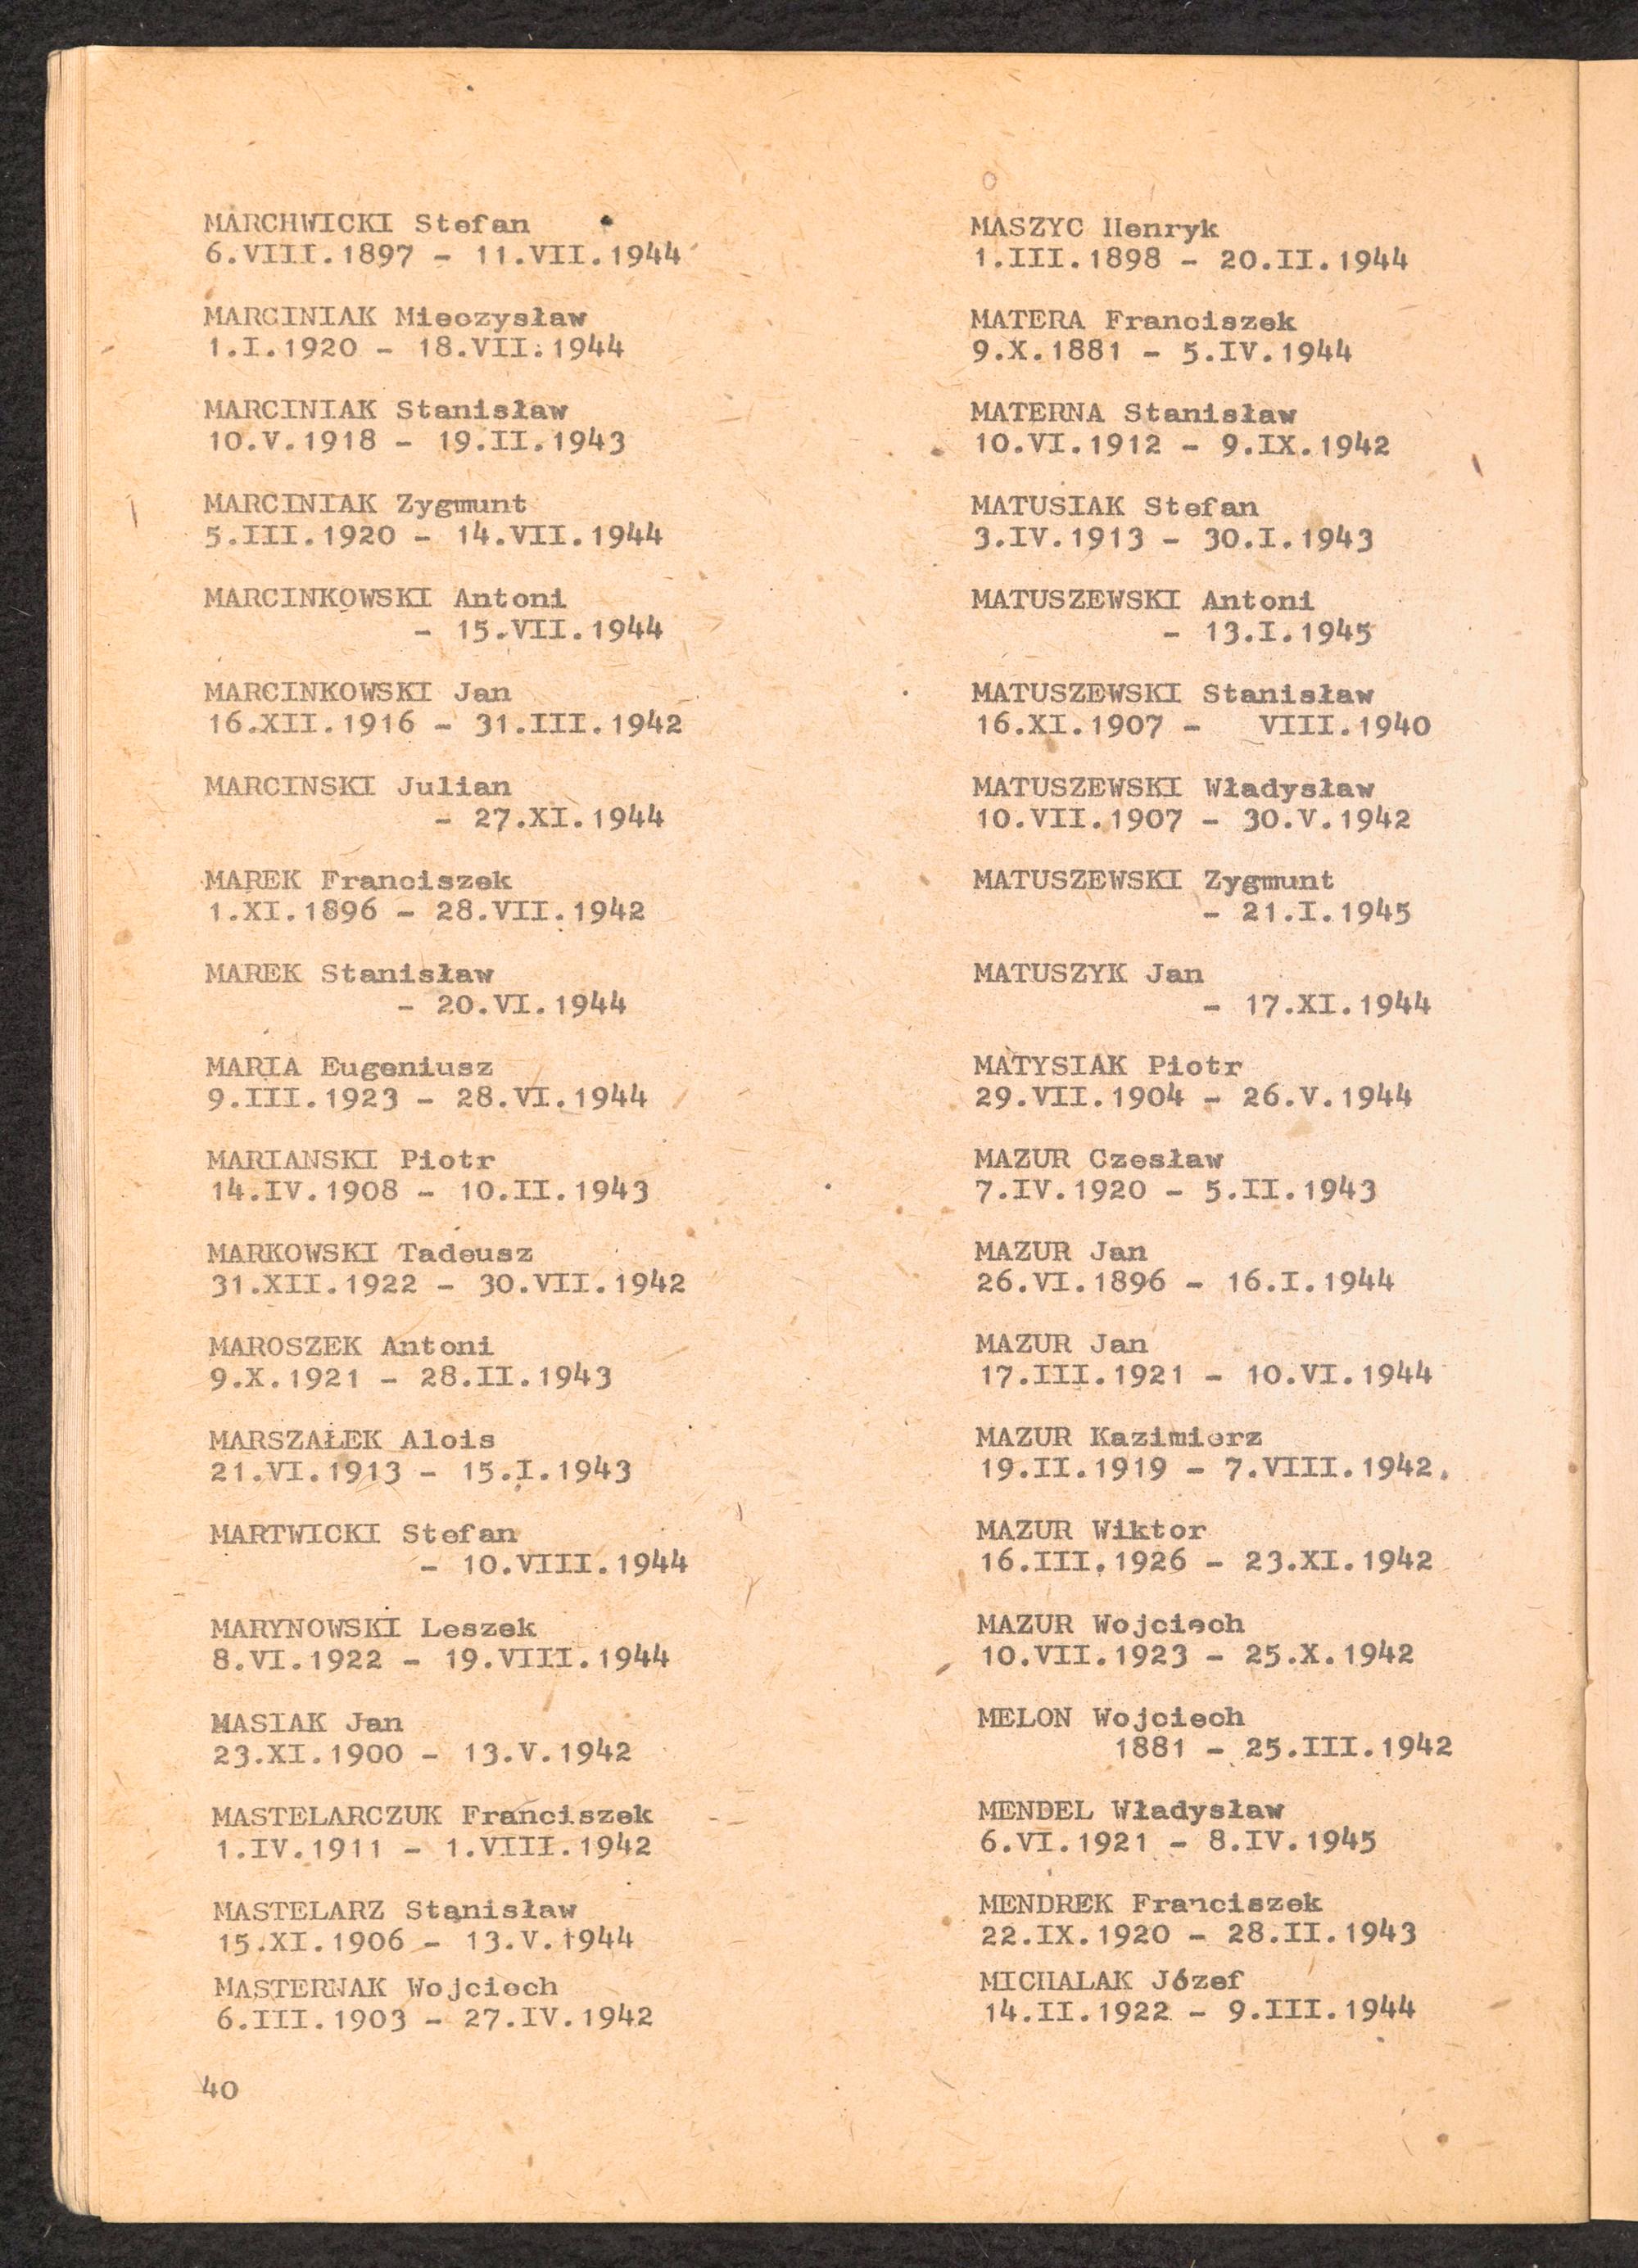 MARCHWICKI Stefan
6.VIII.1897 - 11.VII.1944
MARCINIAK Mieczysław
1.I.1920 - 18.VII.1944
MARCINIAK Stanisław
10.V.1918 - 19.II.1943
MARCINIAK Zygmunt
5.III.1920 - 14.VII.1944
MARCINKOWSKI Antoni
- 15.VII.1944
MARCINKOWSKI Jan
16.XII.1916 - 31.III.1942
MARCINSKI Julian
- 27.XI.1944
MAREK Franciszek
1.XI.1896 - 28.VII.1942
MAREK Stanisław
- 20.VI.1944
MARIA Eugeniusz
9.III.1923 - 28.VI.1944
MARIANSKI Piotr
14.IV.1908 - 10.II.1943
MARKOWSKI Tadeusz
31.XII.1922 - 30.VII.1942
MAROSZEK Antoni
9.X.1921 - 28.II.1943
MARSZAŁEK Alois
21.VI.1913 - 15.I.1943
MARTWICKI Stefan
- 10.VIII.1944
MARYNOWSKI Leszek
8.VI.1922 - 19.VIII.1944
MASIAK Jan
23.XI.1900 - 13.V.1942
MASTELARCZUK Franciszek
1.IV.1911 - 1.VIII.1942
MASTELARZ Stanisław
15.XI.1906 - 13.V.1944
MASTERNAK Wojciech
6.III.1903 - 27.IV.1942
40
MASZYC Henryk
1.III.1898 - 20.II.1944
MATERA Franciszek
9.X.1881 - 5.IV.1944
MATERNA Stanisław
10.VI.1912 - 9.IX.1942
MATUSIAK Stefan
3.IV.1913 - 30.I.1943
MATUSZEWSKI Antoni
- 13.I.1945
MATUSZEWSKI Stanisław
16.XI.1907 - VIII.1940
MATUSZEWSKI Władysław
10.VII.1907 - 30.V.1942
MATUSZEWSKI Zygmunt
- 21.I.1945
MATUSZYK Jan
- 17.XI.1944
MATYSIAK Piotr
29.VII.1904 - 26.V.1944
MAZUR Czesław
7.IV.1920 - 5.II.1943
MAZUR Jan
26.VI.1896 - 16.I.1944
MAZUR Jan
17.III.1921 - 10.VI.1944
MAZUR Kazimierz
19.II.1919 - 7.VIII.1942.
MAZUR Wiktor
16.III.1926 - 23.XI.1942
MAZUR Wojciech
10.VII.1923 - 25.X.1942
MELON Wojciech
1881 - 25.III.1942
MENDEL Władysław
6.VI.1921 - 8.IV.1945
MENDREK Franciszek
22.IX.1920 - 28.II.1943
MICHALAK Józef
14.II.1922 - 9.III.1944